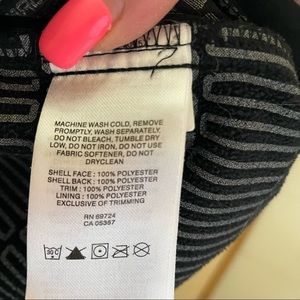 MACHINE WASH COLD, REMOVE
PROMPTLY, WASH SEPARATELY,
DO NOT BLEACH, TUMBLE DRY
LOW, DO NOT IRON, DO NOT USE
FABRIC SOFTENER, DO NOT
DRYCLEAN
SHELL FACE : 100% POLYESTER
SHELL BACK : 100% POLYESTER
TRIM : 100% POLYESTER
LINING : 100% POLYESTER
EXCLUSIVE OF TRIMMING
RN 69724
CA 05367